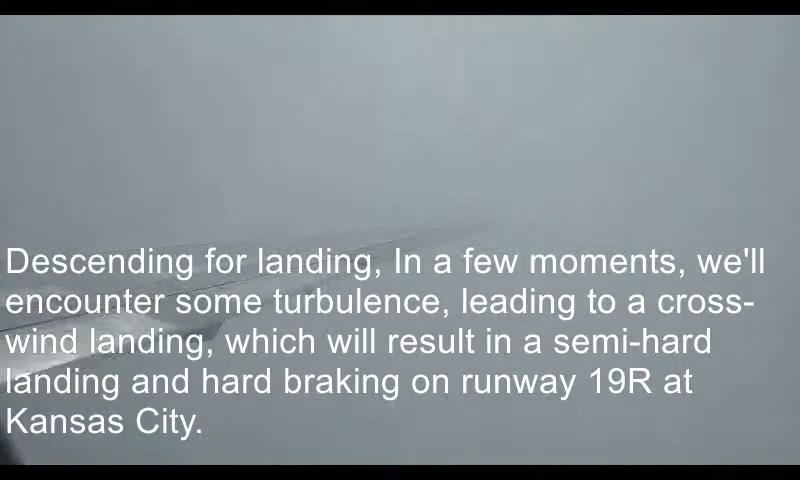 Descending for landing, In a few moments, we'll
encounter some turbulence, leading to a cross-
wind landing, which will result in a semi-hard
landing and hard braking on runway 19R at
Kansas City.